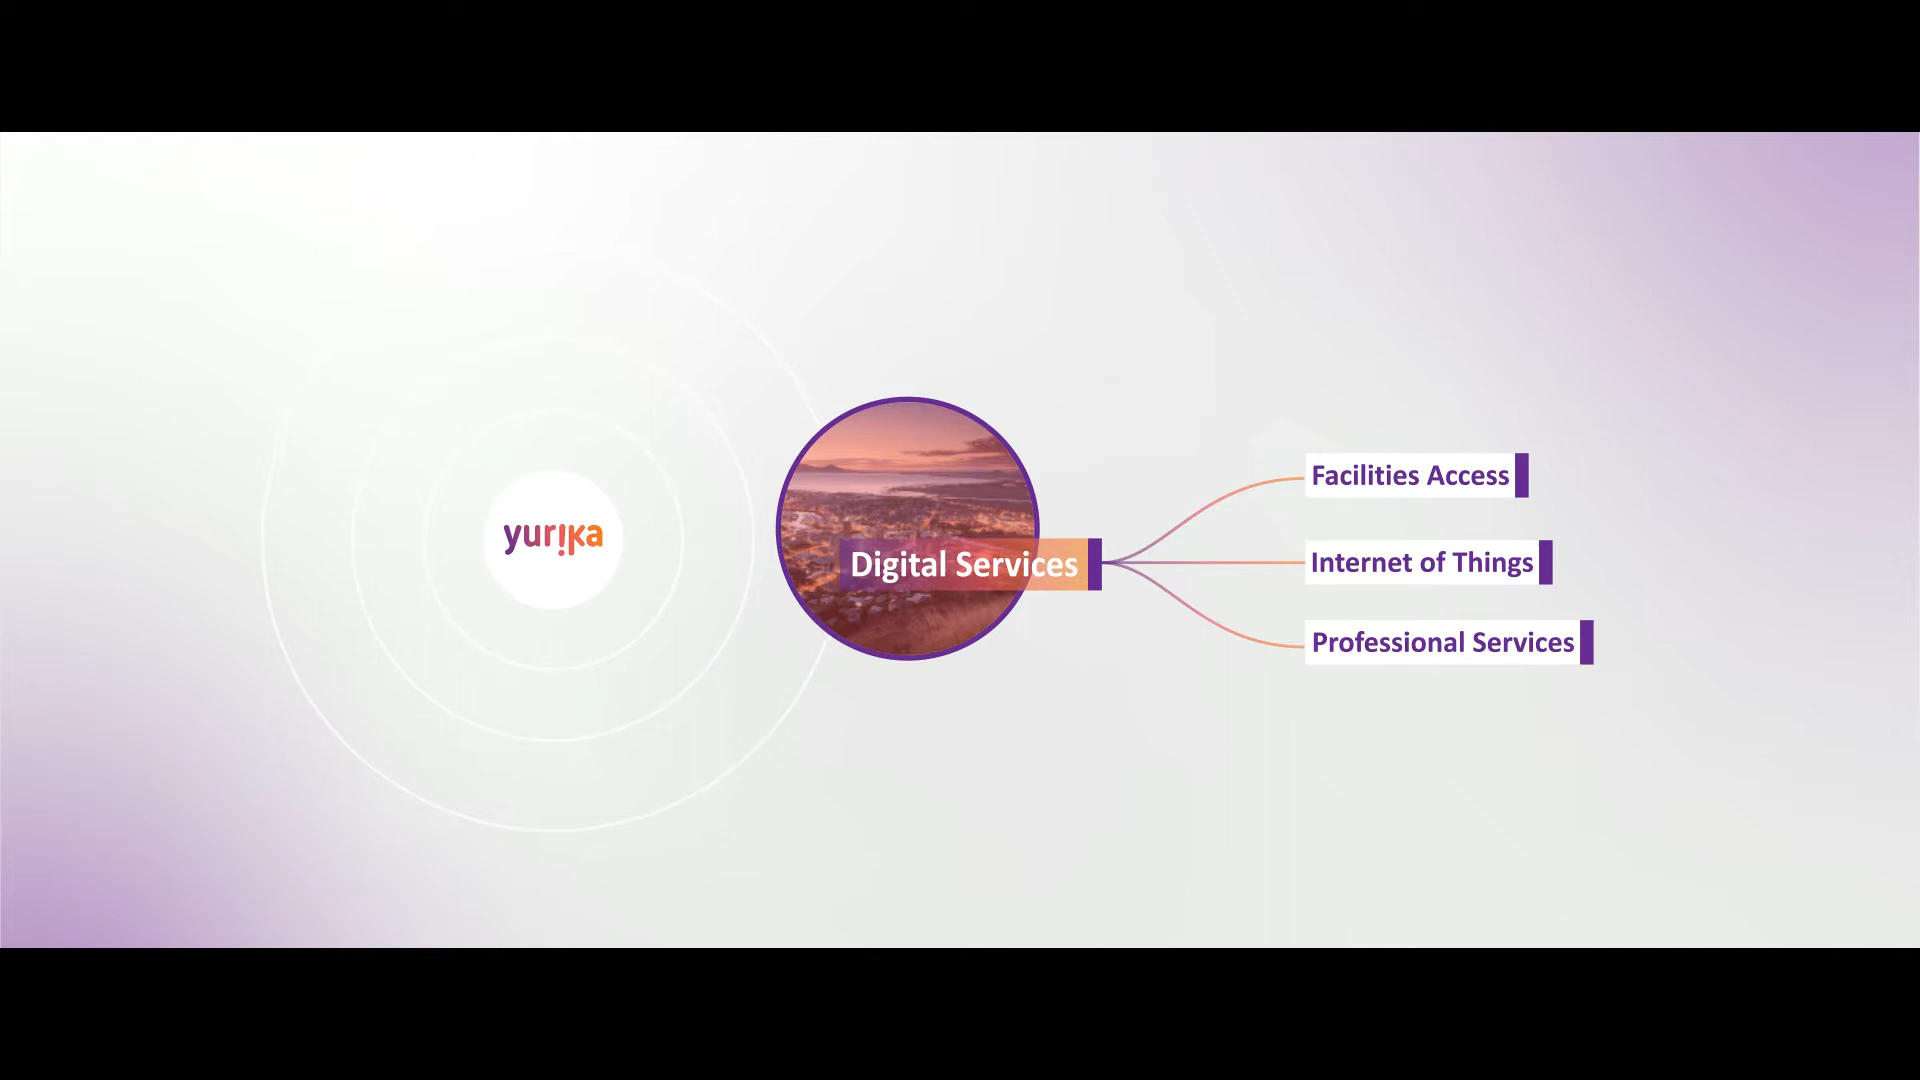 yurika
Digital Services
Facilities Access
Internet of Things
Professional Services